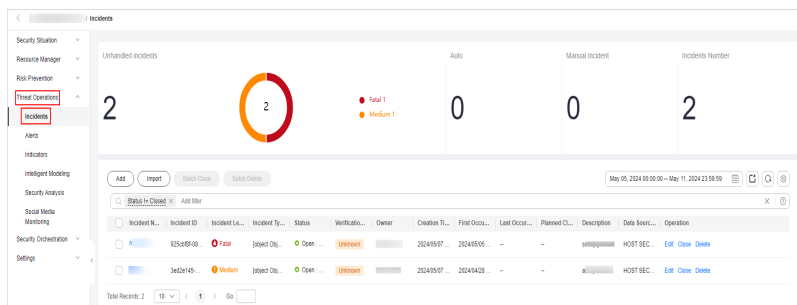 / Incidents
Security Situation
Resource Manager
Risk Prevention
Threat Operations
Incidents
Alerts
Indicators
Intelligent Modeling
Security Analysis
Social Media
Monitoring
Security Orchestration
Settings
Unhandled incidents Auto Manual Incident Incidents Number
2 2 Fatal 1 Medium 1 0 0 2
Add Import Batch Close Batch Delete May 05, 2024 00:00:00 – May 11, 2024 23:59:59
Status != Closed × Add filter
Incident N... Incident ID Incident Le... Incident Ty... Status Verificatio... Owner Creation Ti... First Occu... Last Occur... Planned Cl... Description Data Sourc... Operation
925cbf8f-08... Fatal [object Obj... Open Unknown 2024/05/07 ... 2024/05/05 ... -- -- HOST SEC... Edit Close Delete
3ed2e145-... Medium [object Obj... Open Unknown 2024/05/07 ... 2024/04/28 ... -- -- HOST SEC... Edit Close Delete
Total Records: 2 10 < 1 > Go